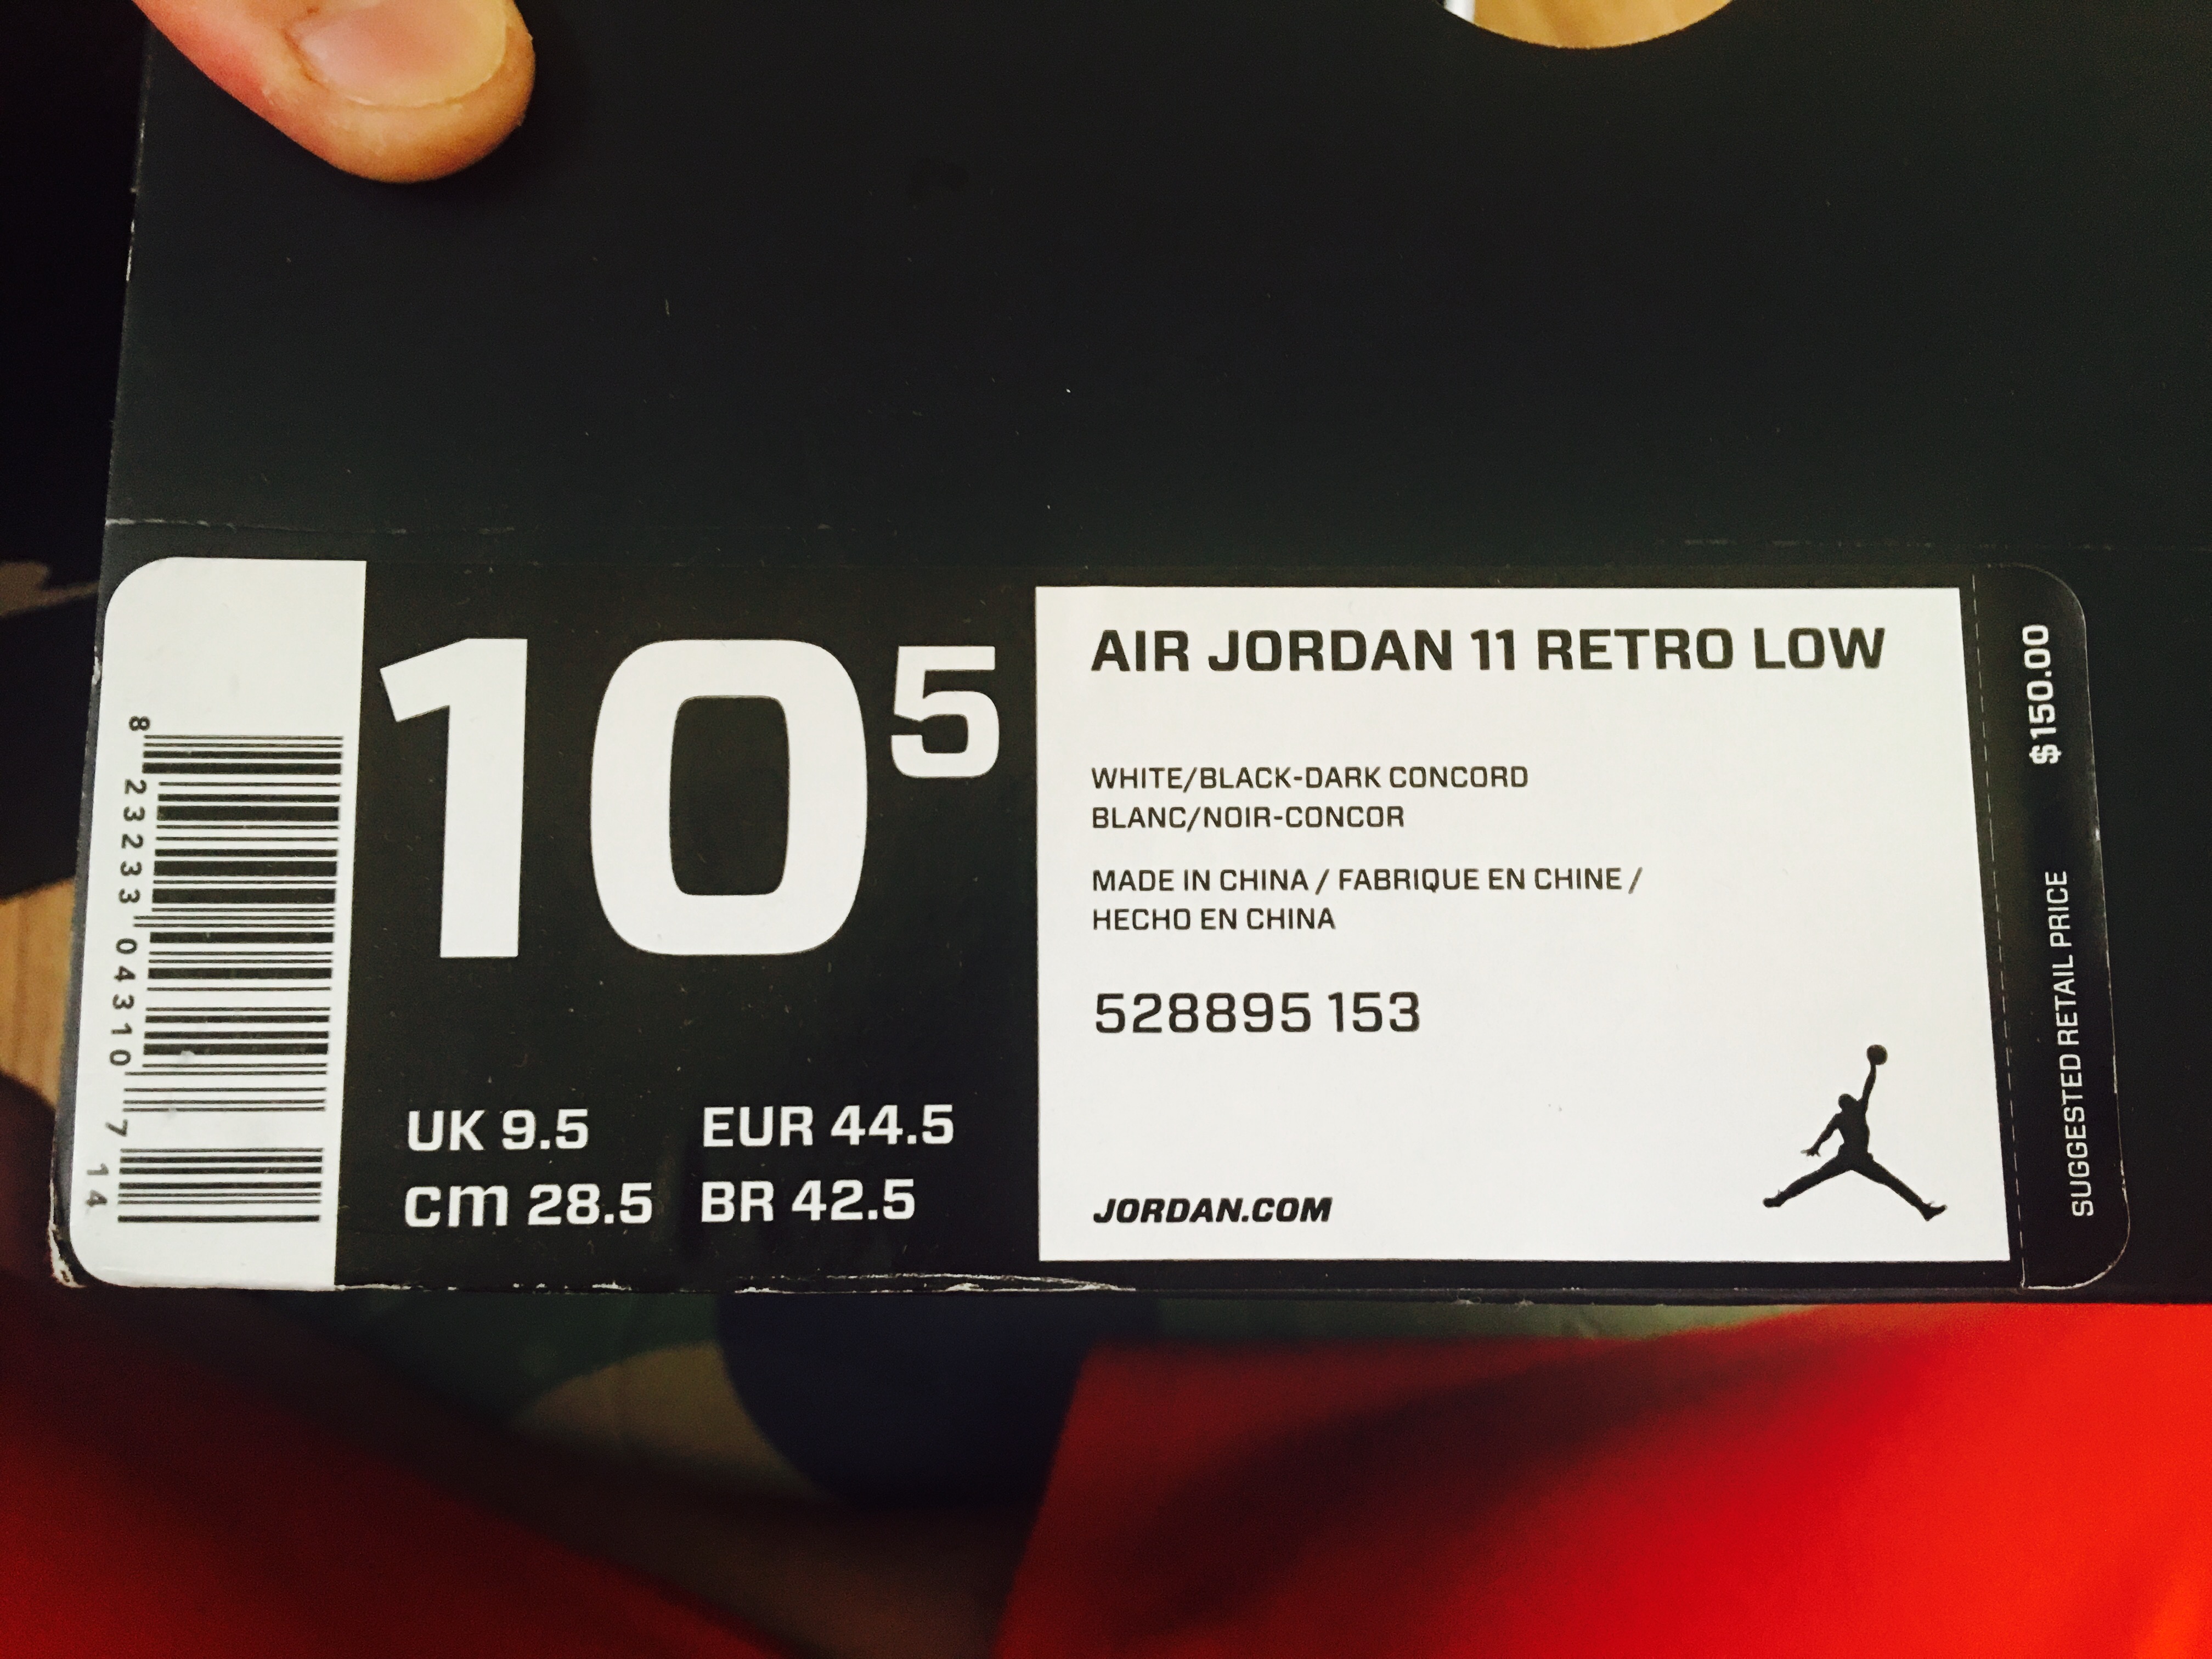 8 23233 04310 7 14
10 5
UK 9.5 EUR 44.5
cm 28.5 BR 42.5
AIR JORDAN 11 RETRO LOW
WHITE/BLACK-DARK CONCORD
BLANC/NOIR-CONCOR
MADE IN CHINA / FABRIQUE EN CHINE /
HECHO EN CHINA
528895 153
JORDAN.COM
SUGGESTED RETAIL PRICE $150.00